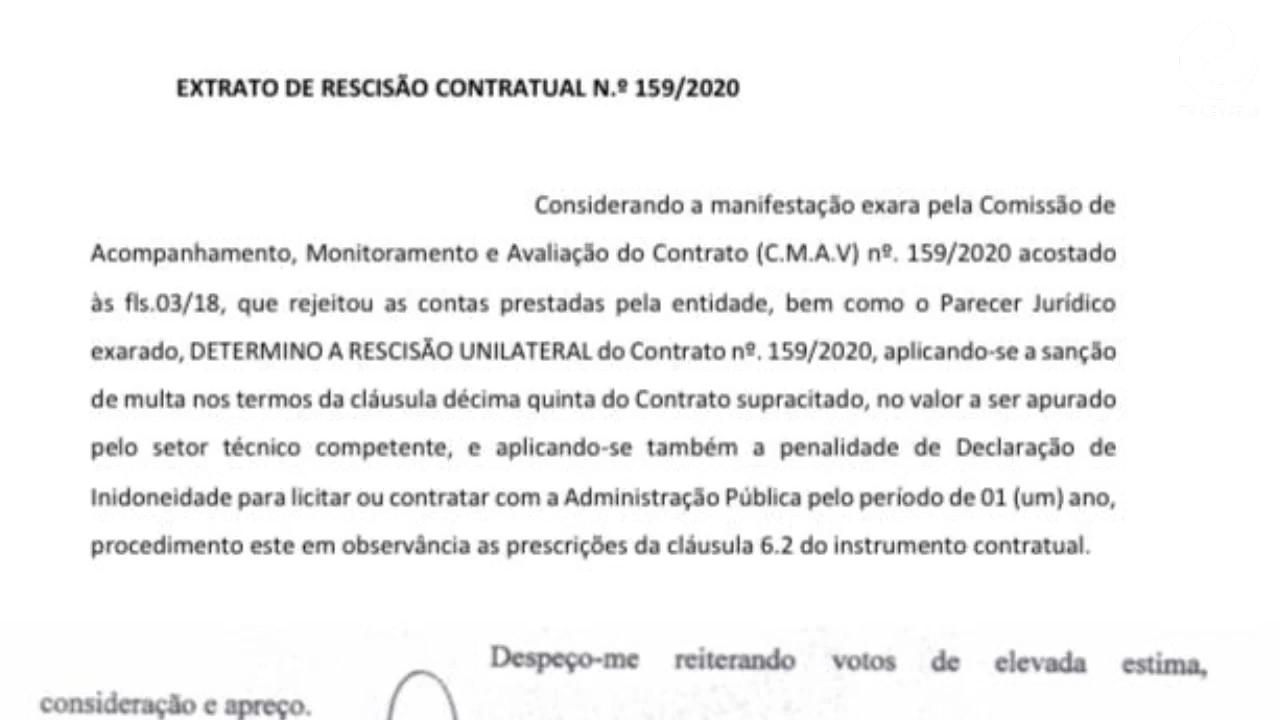 EXTRATO DE RESCISÃO CONTRATUAL N.º 159/2020
Considerando a manifestação exara pela Comissão de
Acompanhamento, Monitoramento e Avaliação do Contrato (C.M.A.V) nº. 159/2020 acostado
às fls.03/18, que rejeitou as contas prestadas pela entidade, bem como o Parecer Jurídico
exarado, DETERMINO A RESCISÃO UNILATERAL do Contrato nº. 159/2020, aplicando-se a sanção
de multa nos termos da cláusula décima quinta do Contrato supracitado, no valor a ser apurado
pelo setor técnico competente, e aplicando-se também a penalidade de Declaração de
Inidoneidade para licitar ou contratar com a Administração Pública pelo período de 01 (um) ano,
procedimento este em observância as prescrições da cláusula 6.2 do instrumento contratual.
Despeço-me reiterando votos de elevada estima,
consideração e apreço.